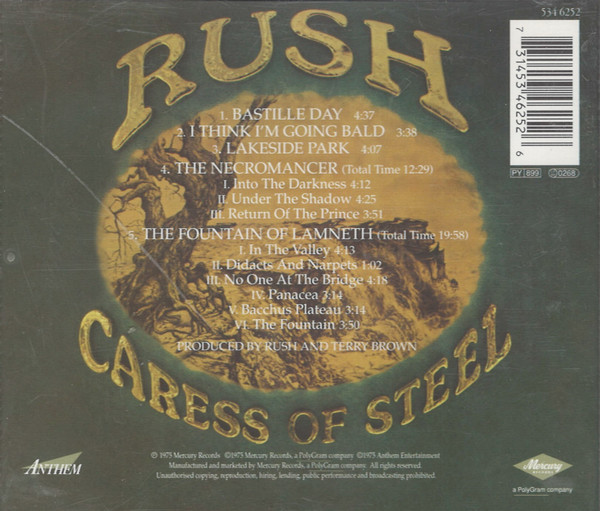 RUSH
534 6252
7 31453 46252 6
PY 899
0268
1. BASTILLE DAY 4:37
2. I THINK I'M GOING BALD 3:38
3. LAKESIDE PARK 4:07
4. THE NECROMANCER (Total Time 12:29)
I. Into The Darkness 4:12
II. Under The Shadow 4:25
III. Return Of The Prince 3:51
5. THE FOUNTAIN OF LAMNETH (Total Time 19:58)
I. In The Valley 4:13
II. Didacts And Narpets 1:02
III. No One At The Bridge 4:18
IV. Panacea 3:14
V. Bacchus Plateau 3:14
VI. The Fountain 3:50
PRODUCED BY RUSH AND TERRY BROWN
CARESS OF STEEL
ANTHEM
℗ 1975 Mercury Records ©1975 Mercury Records, a PolyGram company. ©1975 Anthem Entertainment
Manufactured and marketed by Mercury Records, a PolyGram company. All rights reserved.
Unauthorised copying, reproduction, hiring, lending, public performance and broadcasting prohibited.
Mercury
RECORDS
a PolyGram company